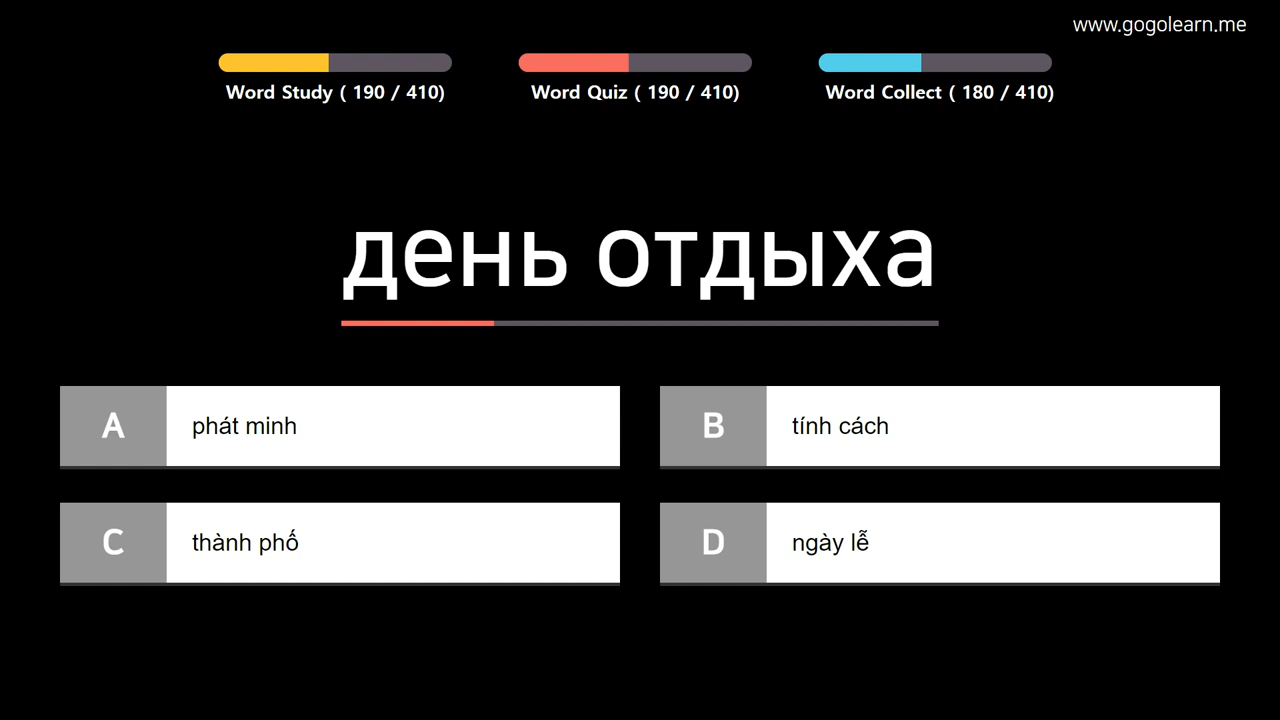 www.gogolearn.me
Word Study ( 190 / 410)
Word Quiz ( 190 / 410)
Word Collect ( 180 / 410)
день отдыха
A
phát minh
B
tính cách
C
thành phố
D
ngày lễ